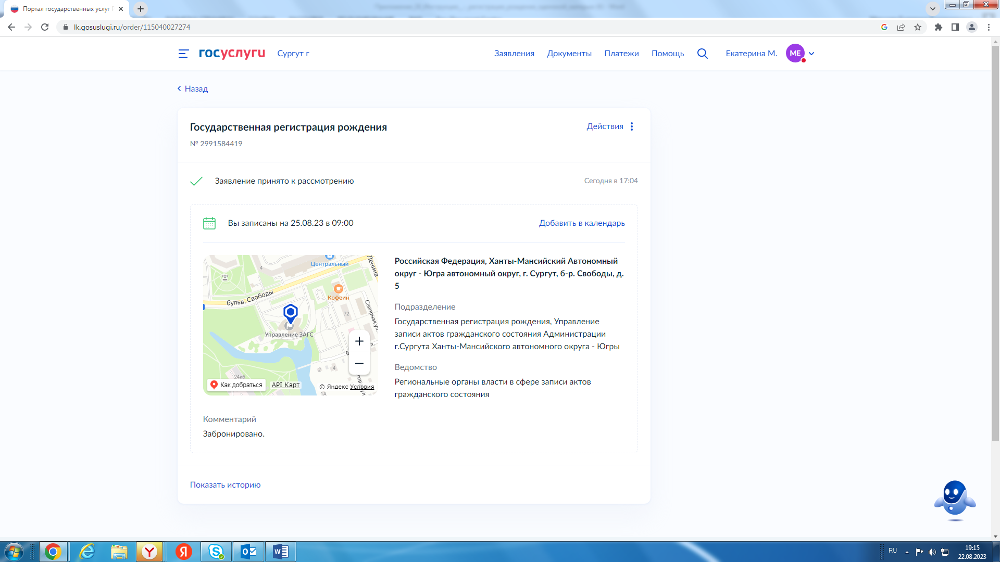 Портал государственных услуг
lk.gosuslugi.ru/order/115040027274
госуслуги
Сургут г
Заявления
Документы
Платежи
Помощь
Екатерина М.
МЕ
Назад
Государственная регистрация рождения
Действия
№ 2991584419
Заявление принято к рассмотрению
Сегодня в 17:04
Вы записаны на 25.08.23 в 09:00
Добавить в календарь
Центральный
Ленина
4
Кофеин
бульв. Свободы
72
Северная ул.
Управление ЗАГС
2
4
24к6
1А
Как добраться
API Карт
© Яндекс Условия
Российская Федерация, Ханты-Мансийский Автономный
округ - Югра автономный округ, г. Сургут, б-р. Свободы, д.
5
Подразделение
Государственная регистрация рождения, Управление
записи актов гражданского состояния Администрации
г.Сургута Ханты-Мансийского автономного округа - Югры
Ведомство
Региональные органы власти в сфере записи актов
гражданского состояния
Комментарий
Забронировано.
Показать историю
RU
19:15
22.08.2023